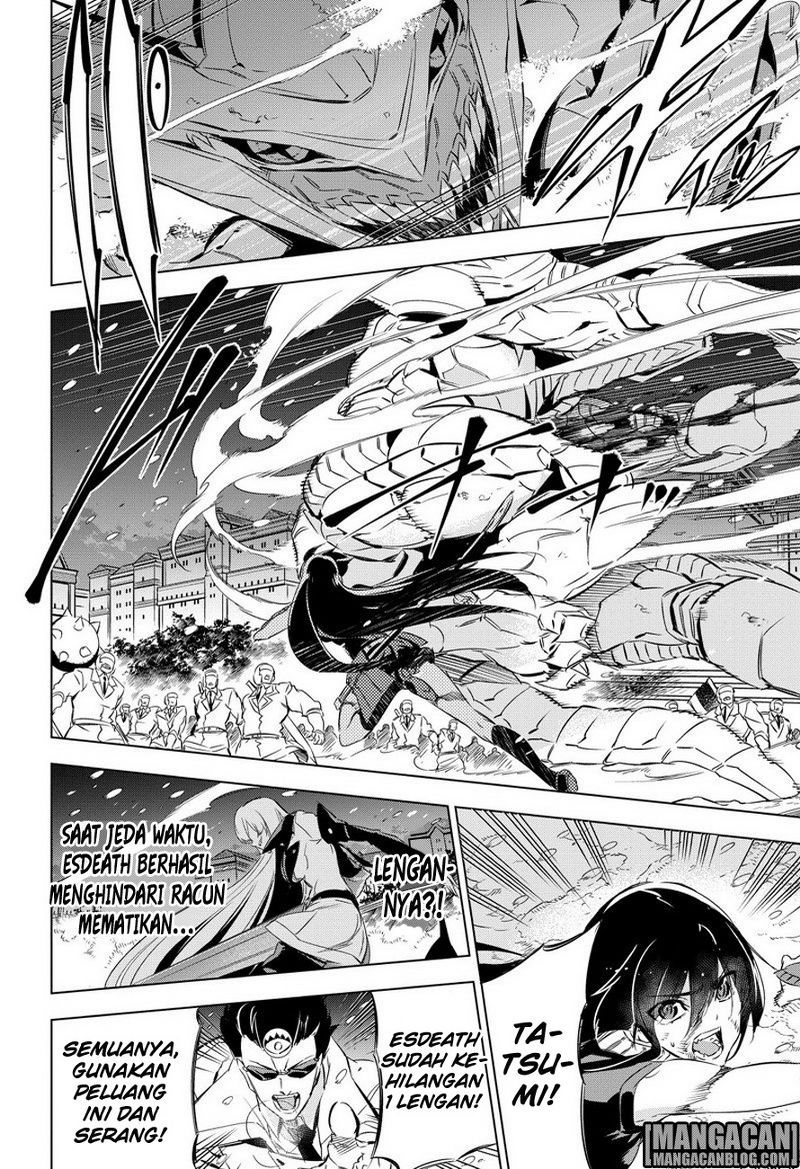 TA-
TSU-
MI!
LENGAN-
NYA?!
SAAT JEDA WAKTU,
ESDEATH BERHASIL
MENGHINDARI RACUN
MEMATIKAN...
ESDEATH
SUDAH KE-
HILANGAN
1 LENGAN!
SEMUANYA,
GUNAKAN
PELUANG
INI DAN
SERANG!
[MANGACAN]
MANGACANBLOG.COM